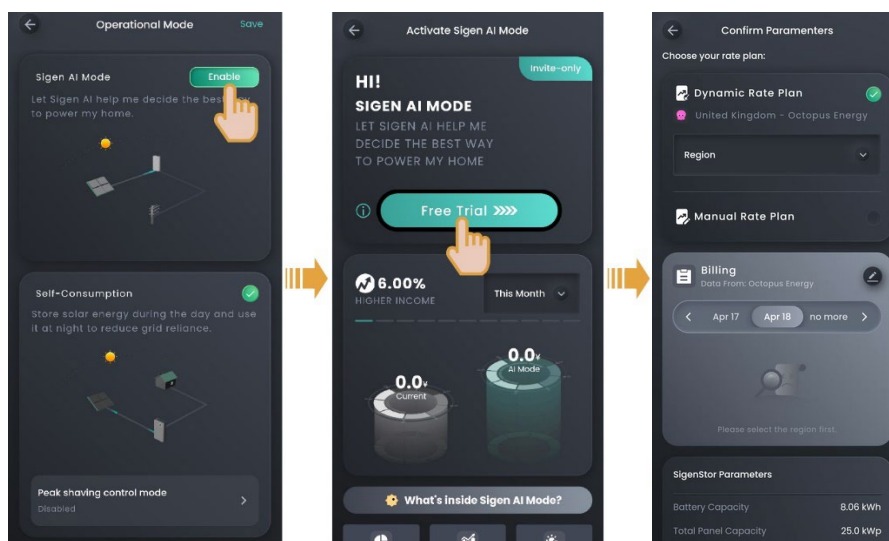 Operational Mode
Save
Sigen AI Mode
Enable
Let Sigen AI help me decide the best way
to power my home.
Self-Consumption
Store solar energy during the day and use
it at night to reduce grid reliance.
Peak shaving control mode
Disabled
Activate Sigen AI Mode
Invite-only
HI!
SIGEN AI MODE
LET SIGEN AI HELP ME
DECIDE THE BEST WAY
TO POWER MY HOME
Free Trial »»
6.00%
HIGHER INCOME
This Month
0.0¥
Current
0.0¥
AI Mode
What's inside Sigen AI Mode?
Confirm Paramenters
Choose your rate plan:
Dynamic Rate Plan
United Kingdom - Octopus Energy
Region
Manual Rate Plan
Billing
Data From: Octopus Energy
Apr 17
Apr 18
no more
Please select the region first.
SigenStor Parameters
Battery Capacity
8.06 kWh
Total Panel Capacity
25.0 kWp